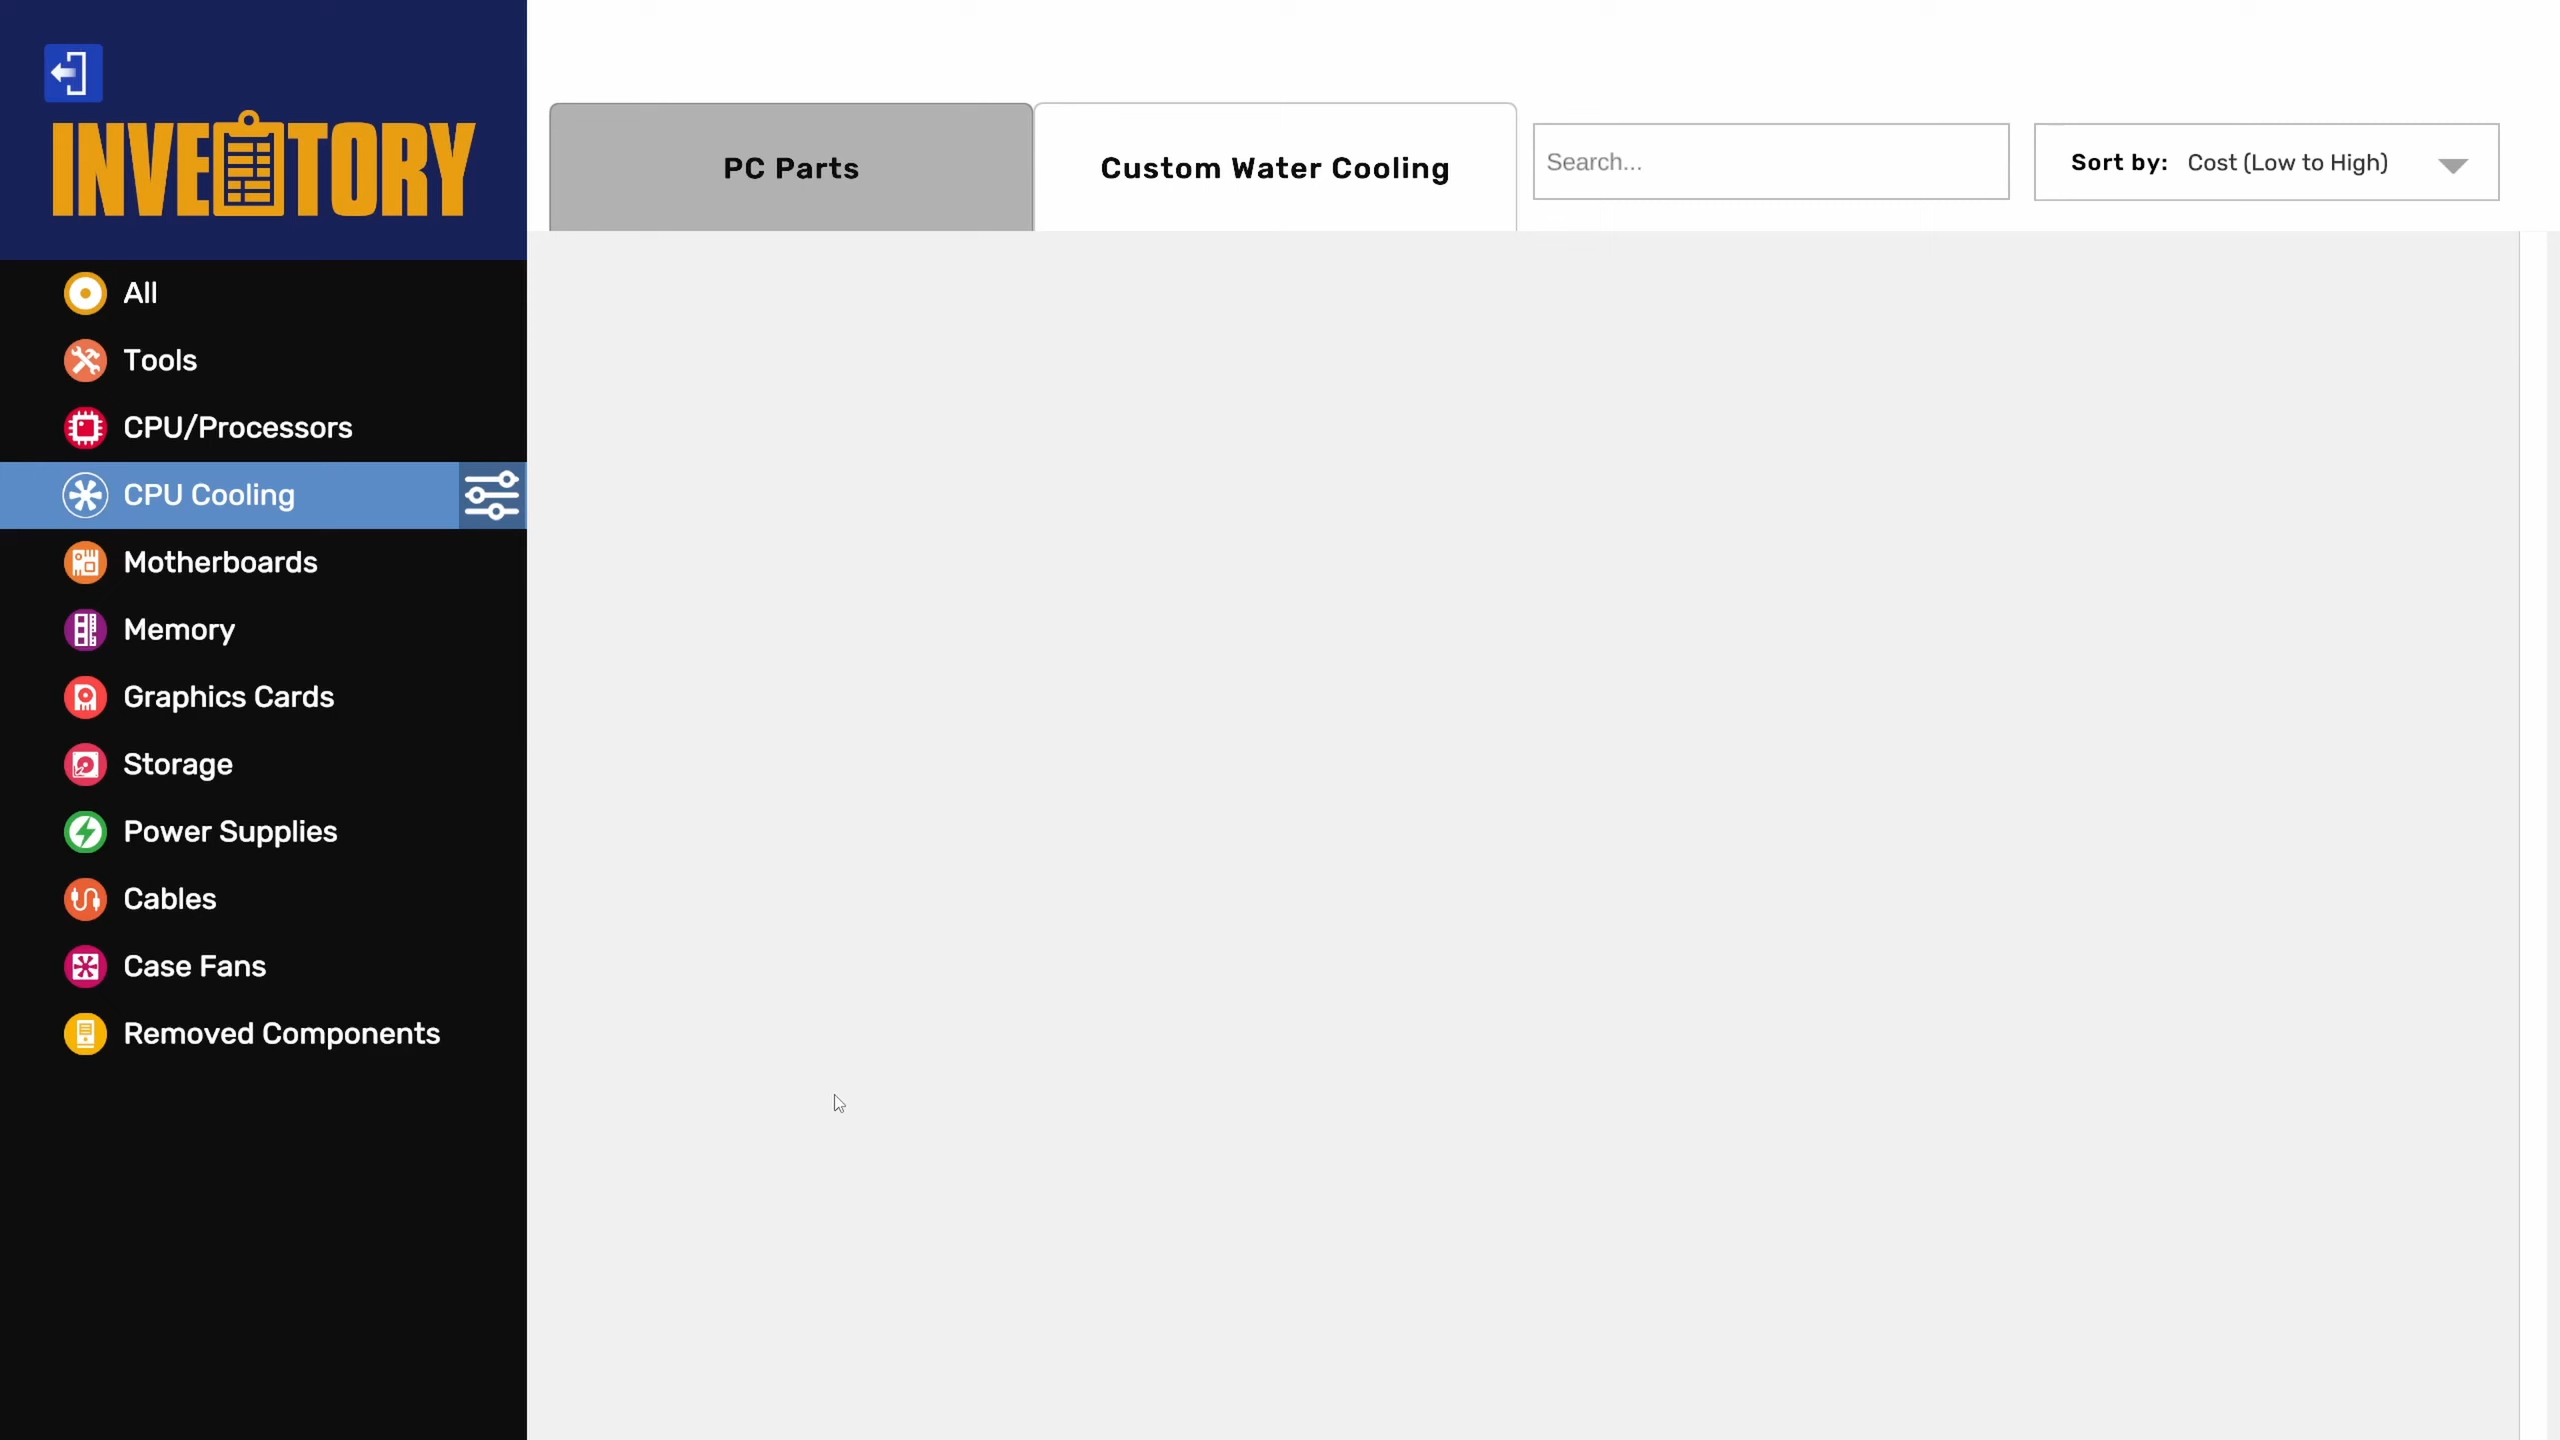 INVENTORY
PC Parts
Custom Water Cooling
Search...
Sort by: Cost (Low to High)
All
Tools
CPU/Processors
CPU Cooling
Motherboards
Memory
Graphics Cards
Storage
Power Supplies
Cables
Case Fans
Removed Components